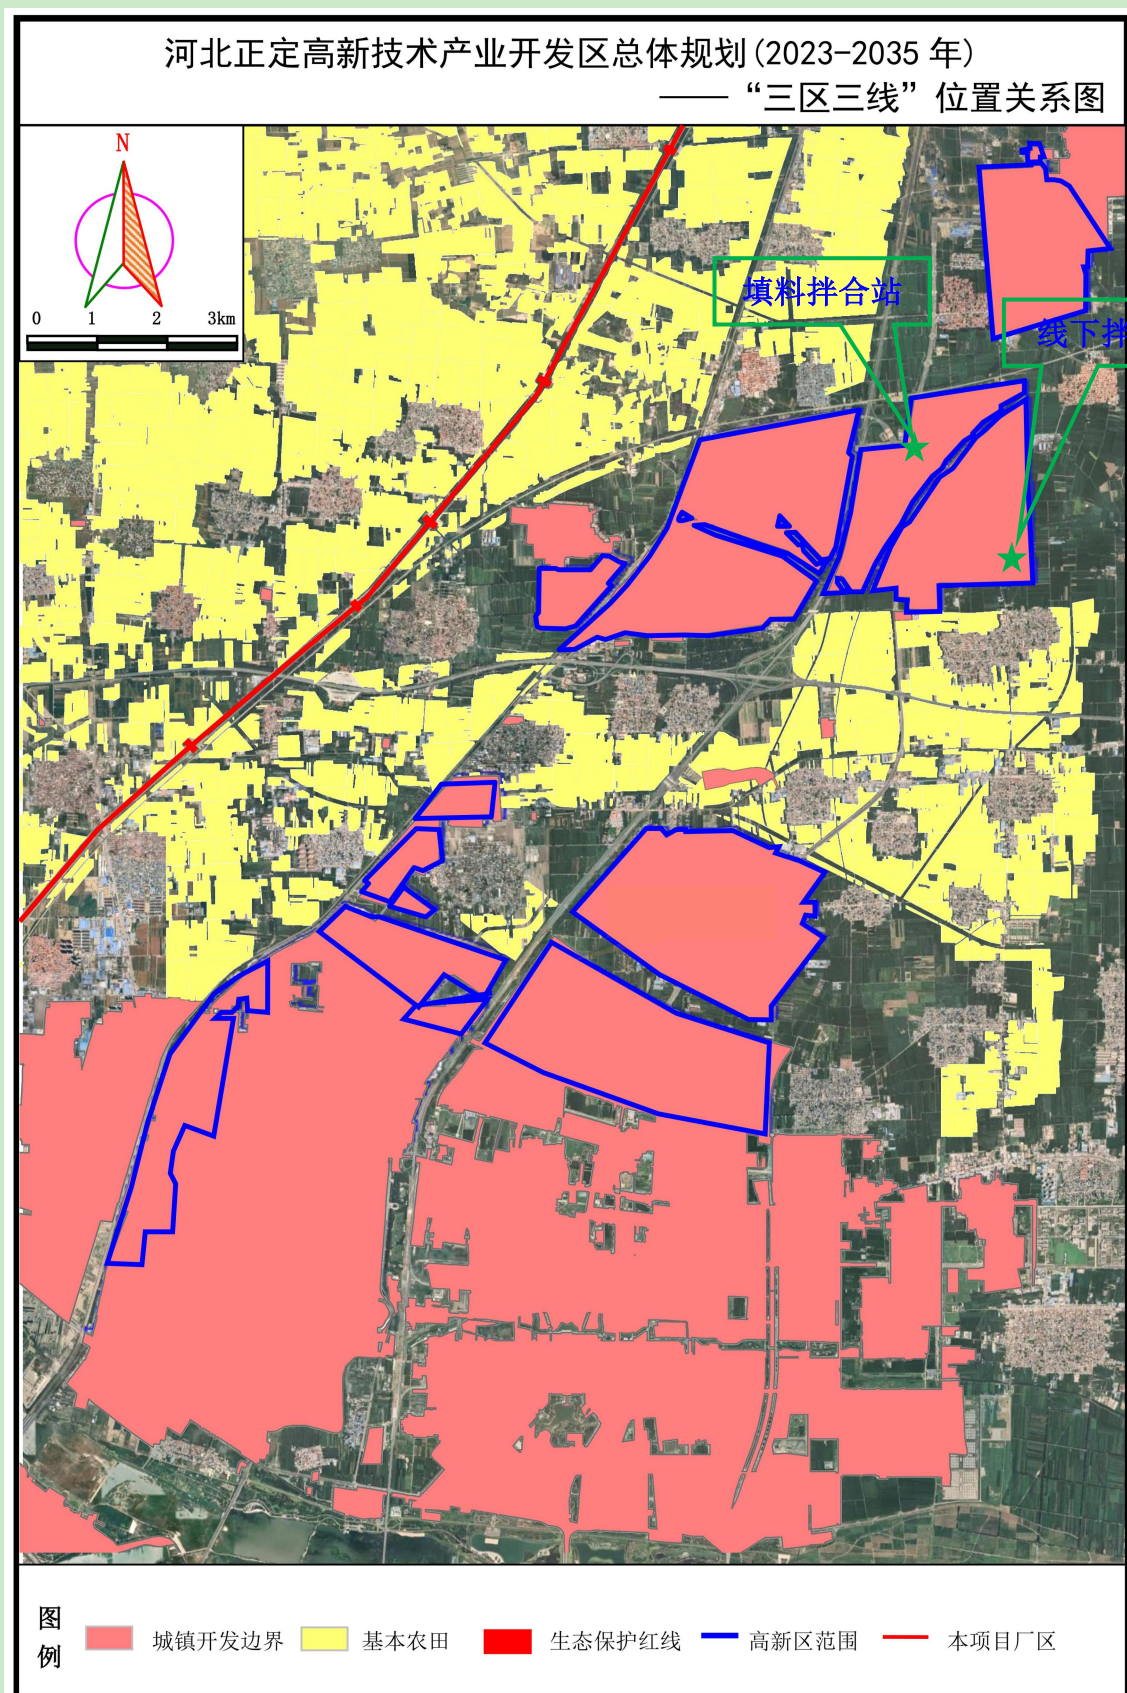 河北正定高新技术产业开发区总体规划(2023-2035 年)
—— “三区三线”位置关系图
N
0 1 2 3km
填料拌合站
线下拌
图例
城镇开发边界
基本农田
生态保护红线
高新区范围
本项目厂区